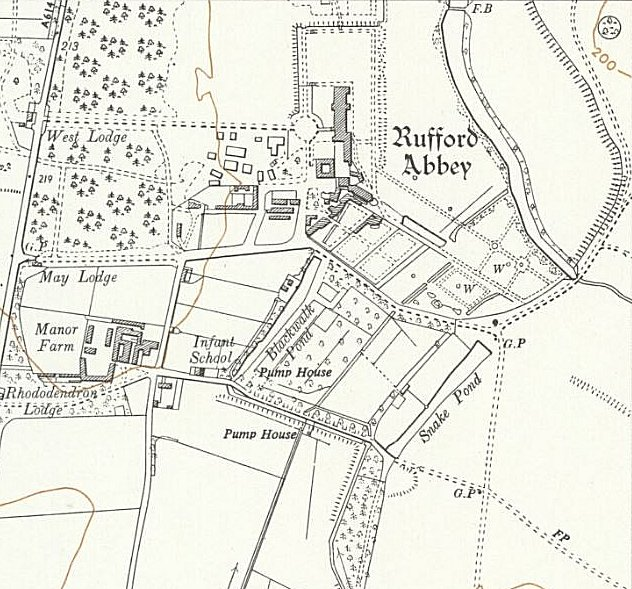 A614
F.B
213
200
West Lodge
Rufford
Abbey
219
G.P
May Lodge
W
W
Manor
Farm
Infant
School
Blackwalk
Pond
G.P
Pump House
Rhododendron
Lodge
Snake Pond
Pump House
G.P
FP